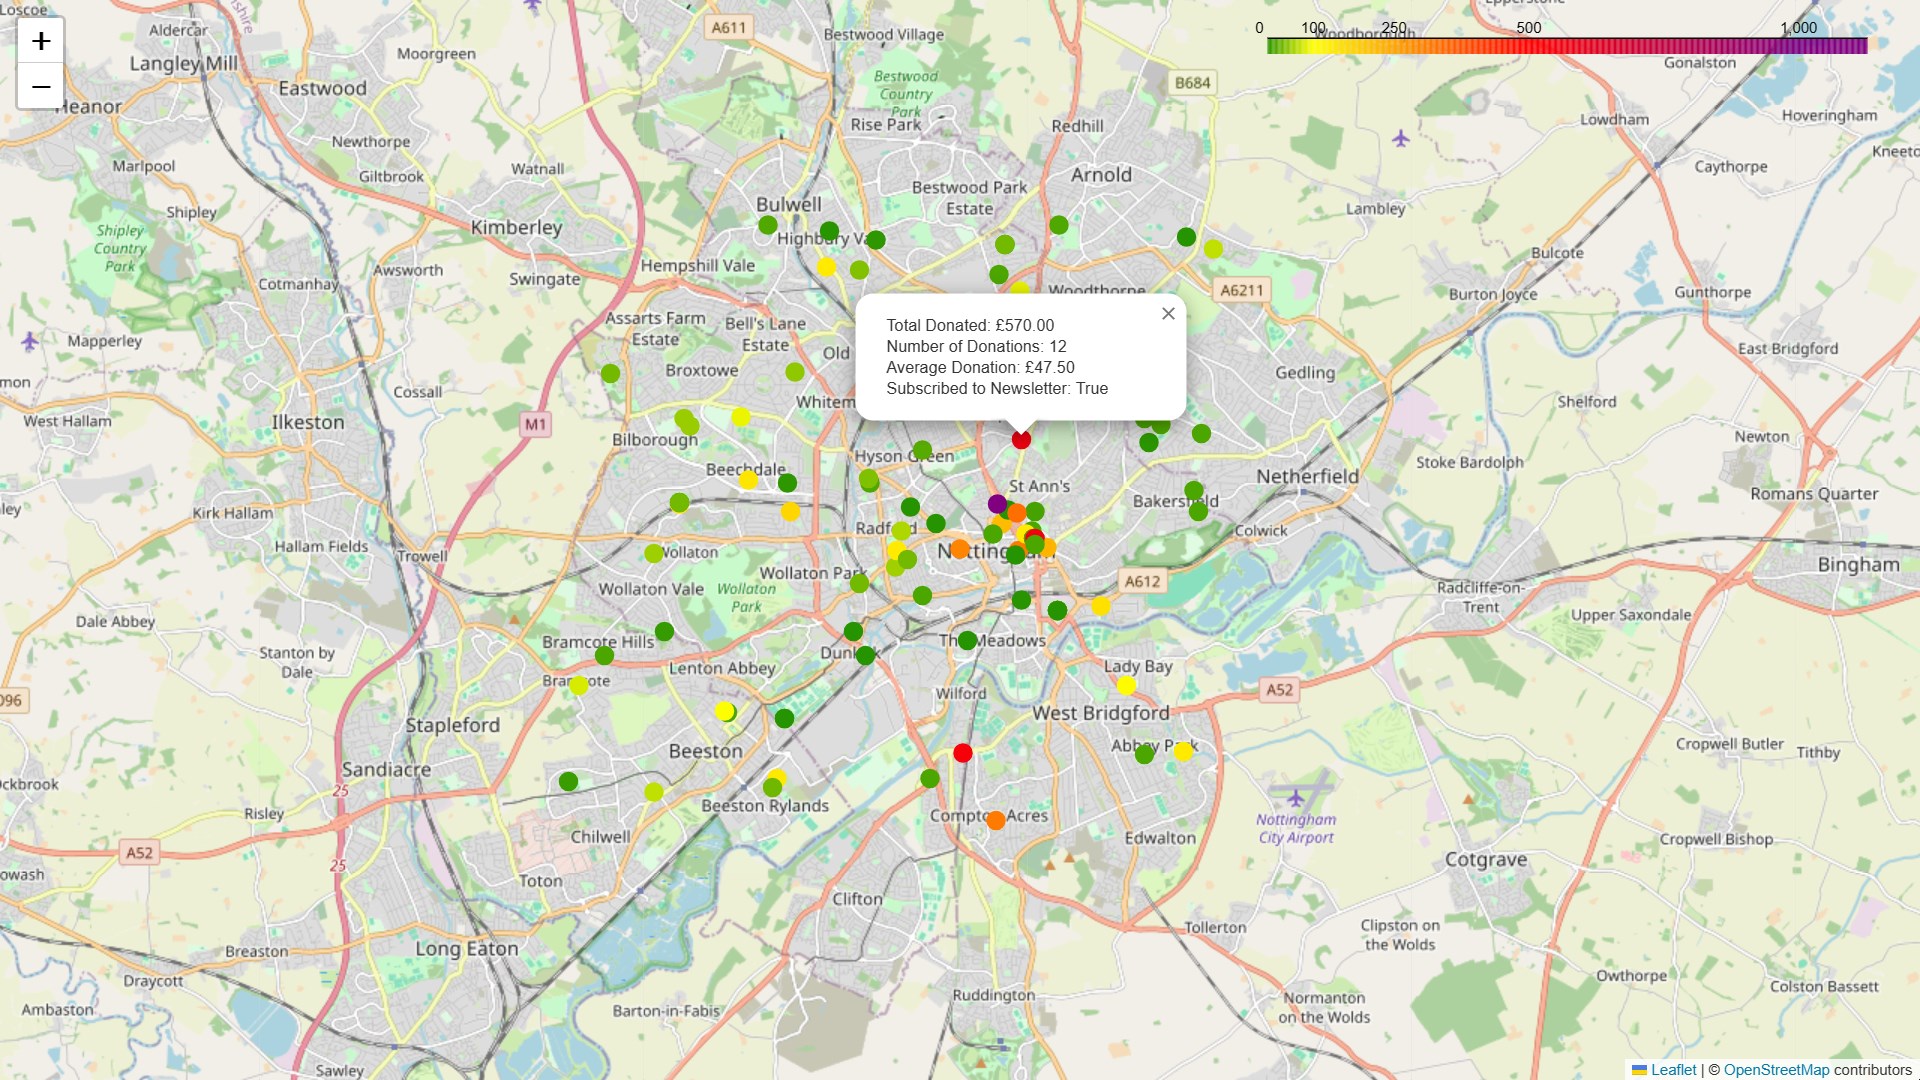 Loscoe
Aldercar
Langley Mill
Heanor
Eastwood
Moorgreen
A611
Bestwood Village
Bestwood
Country
Park
Rise Park
Redhill
B684
Epperstone
Woodborough
0
100
250
500
1,000
Gonalston
Lowdham
Hoveringham
Caythorpe
Kneeto
+
−
Marlpool
Newthorpe
Giltbrook
Watnall
Shipley
Shipley
Country
Park
Kimberley
Bulwell
Bestwood Park
Estate
Arnold
Lambley
Highbury Va
Cotmanhay
Awsworth
Swingate
Hempshill Vale
Woodthorpe
A6211
Bulcote
Burton Joyce
Gunthorpe
Mapperley
Assarts Farm
Estate
Bell's Lane
Estate
Old
Total Donated: £570.00
Number of Donations: 12
Average Donation: £47.50
Subscribed to Newsletter: True
×
East Bridgford
mon
Cossall
Broxtowe
Whitem
Gedling
Shelford
West Hallam
Ilkeston
M1
Bilborough
Newton
Hyson Green
Beechdale
St Ann's
Netherfield
Stoke Bardolph
Romans Quarter
ley
Kirk Hallam
Bakersfield
Radford
Colwick
Hallam Fields
Trowell
Wollaton
Nottingham
Bingham
Wollaton Vale
Wollaton
Park
Wollaton Park
A612
Radcliffe-on-
Trent
Upper Saxondale
Dale Abbey
Stanton by
Dale
Bramcote Hills
Dunkirk
The Meadows
Lenton Abbey
Lady Bay
Bramcote
A52
096
Wilford
Stapleford
West Bridgford
Beeston
Abbey Park
Cropwell Butler
Tithby
Sandiacre
ckbrook
25
Risley
Beeston Rylands
Compton Acres
Nottingham
City Airport
Chilwell
Edwalton
Cropwell Bishop
A52
25
Cotgrave
owash
Toton
Clifton
Tollerton
Clipston on
the Wolds
Breaston
Long Eaton
Owthorpe
Draycott
Ruddington
Colston Bassett
Ambaston
Barton-in-Fabis
Normanton
on the Wolds
Sawley
Leaflet | © OpenStreetMap contributors